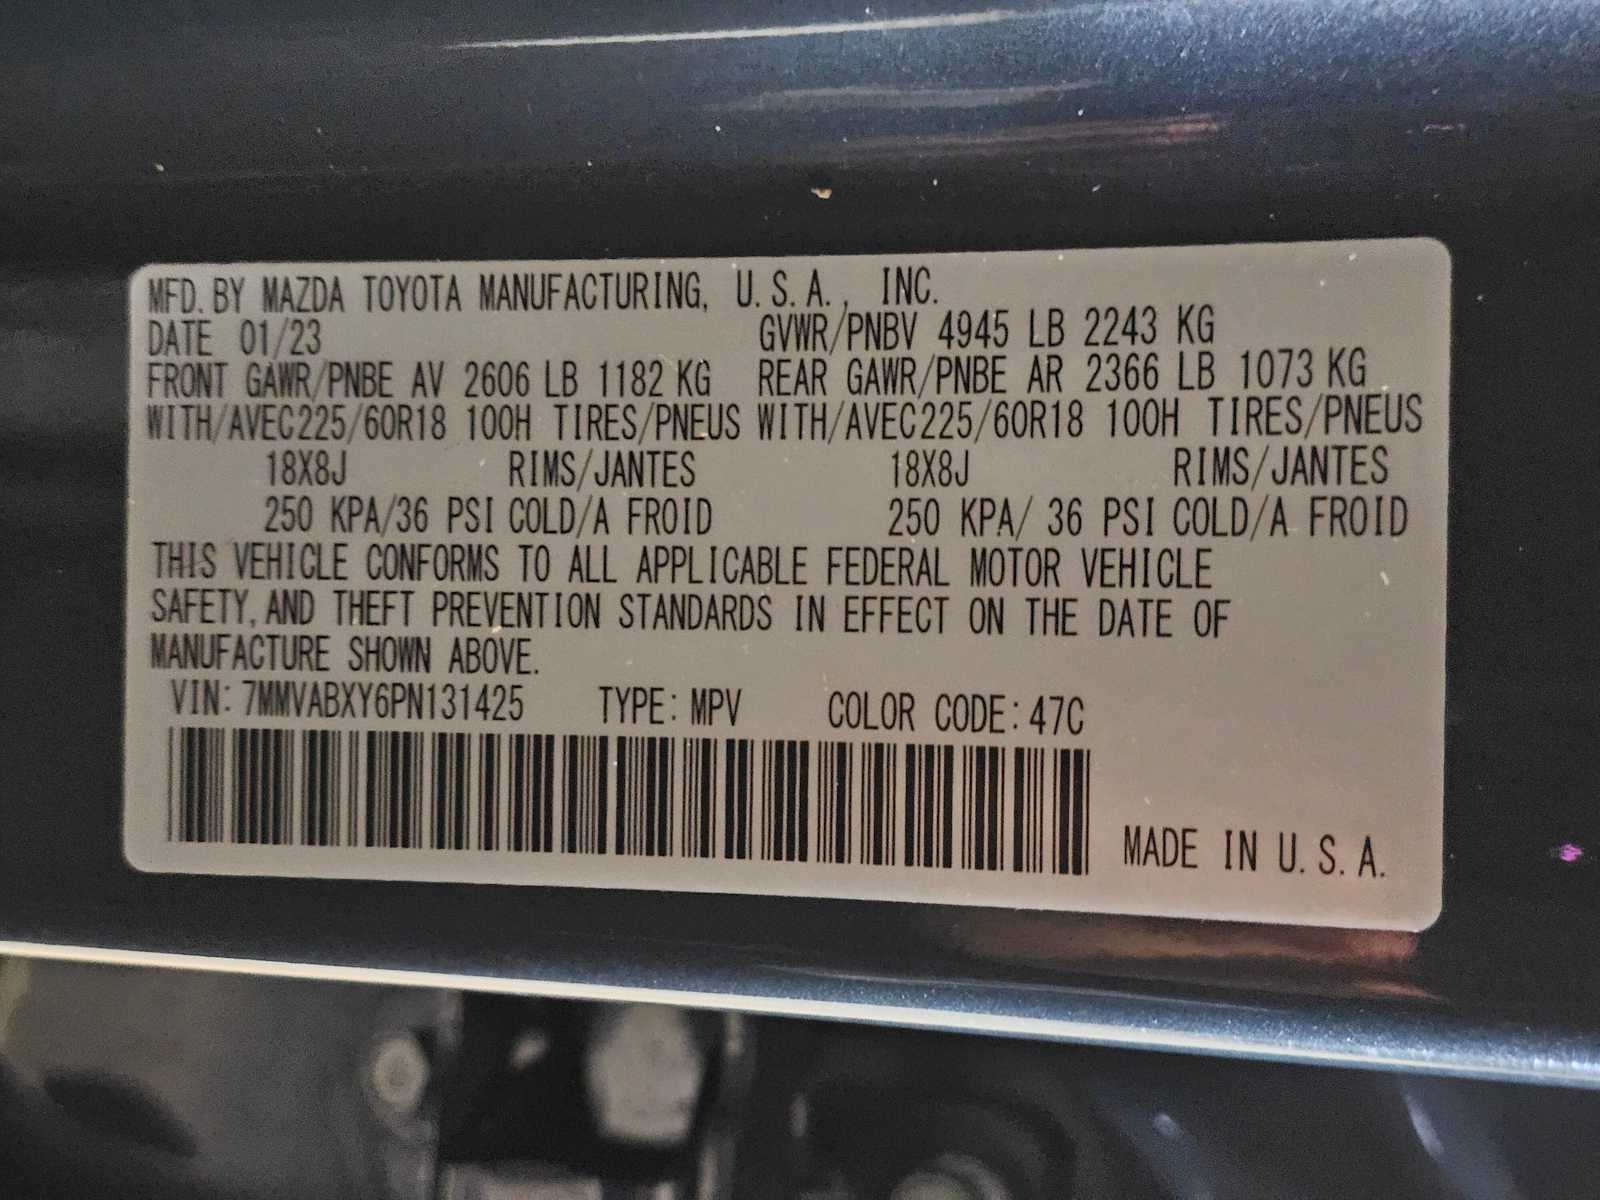 MFD. BY MAZDA TOYOTA MANUFACTURING, U.S.A., INC.
DATE 01/23 GVWR/PNBV 4945 LB 2243 KG
FRONT GAWR/PNBE AV 2606 LB 1182 KG REAR GAWR/PNBE AR 2366 LB 1073 KG
WITH/AVEC225/60R18 100H TIRES/PNEUS WITH/AVEC225/60R18 100H TIRES/PNEUS
18X8J RIMS/JANTES 18X8J RIMS/JANTES
250 KPA/36 PSI COLD/A FROID 250 KPA/ 36 PSI COLD/A FROID
THIS VEHICLE CONFORMS TO ALL APPLICABLE FEDERAL MOTOR VEHICLE
SAFETY, AND THEFT PREVENTION STANDARDS IN EFFECT ON THE DATE OF
MANUFACTURE SHOWN ABOVE.
VIN: 7MMVABXY6PN131425 TYPE: MPV COLOR CODE: 47C
MADE IN U.S.A.